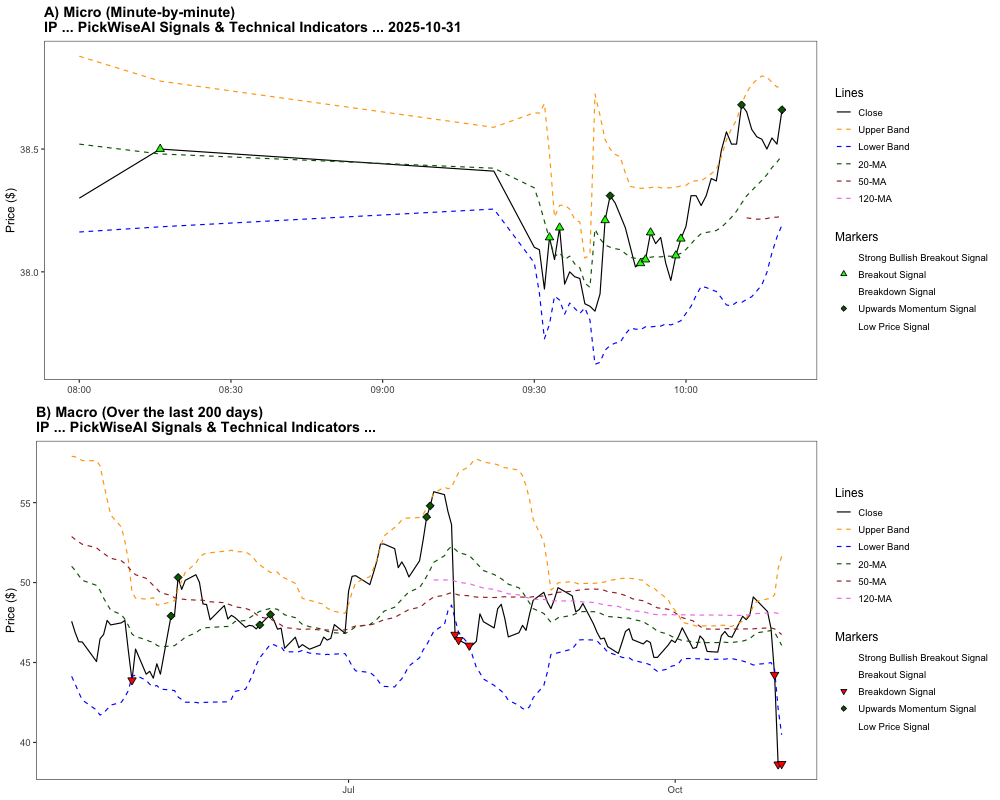 A) Micro (Minute-by-minute)
IP ... PickWiseAI Signals & Technical Indicators ... 2025-10-31
Price ($)
38.5
38.0
08:00
08:30
09:00
09:30
10:00
Lines
Close
Upper Band
Lower Band
20-MA
50-MA
120-MA
Markers
Strong Bullish Breakout Signal
Breakout Signal
Breakdown Signal
Upwards Momentum Signal
Low Price Signal
B) Macro (Over the last 200 days)
IP ... PickWiseAI Signals & Technical Indicators ...
Price ($)
55
50
45
40
Jul
Oct
Lines
Close
Upper Band
Lower Band
20-MA
50-MA
120-MA
Markers
Strong Bullish Breakout Signal
Breakout Signal
Breakdown Signal
Upwards Momentum Signal
Low Price Signal